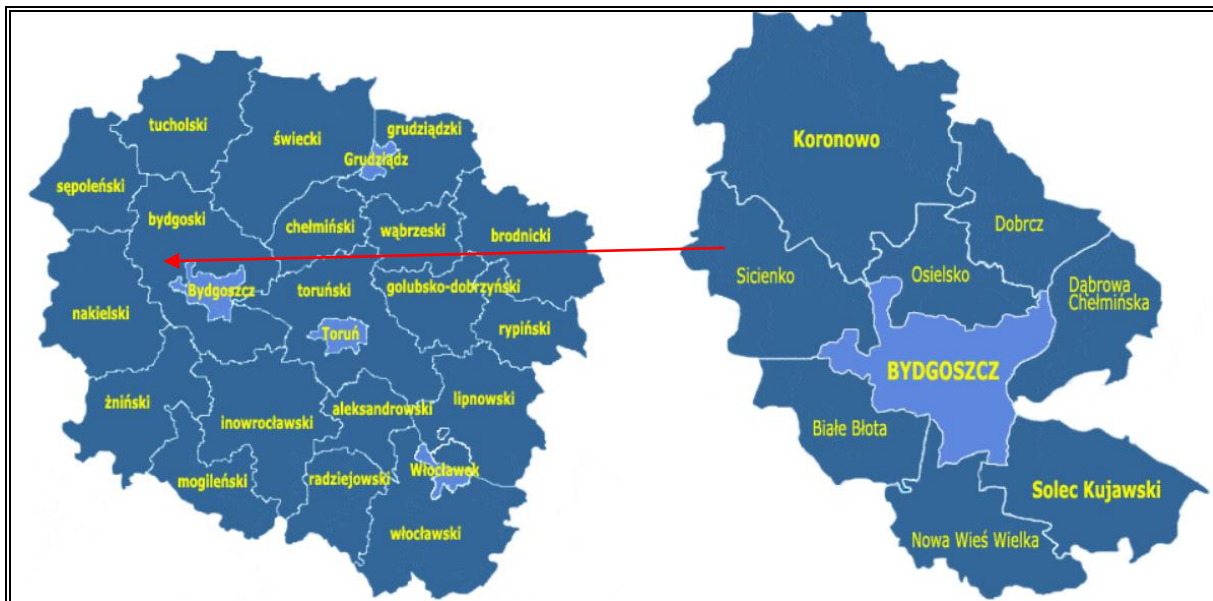 tucholski
świecki
grudziądzki
Grudziądz
sępoleński
bydgoski
chełmiński
wąbrzeski
brodnicki
Bydgoszcz
toruński
golubsko-dobrzyński
nakielski
Toruń
rypiński
żniński
inowrocławski
aleksandrowski
lipnowski
mogileński
radziejowski
Włocławek
włocławski
Koronowo
Dobrcz
Sicienko
Osielsko
Dąbrowa
Chełmińska
BYDGOSZCZ
Białe Błota
Solec Kujawski
Nowa Wieś Wielka